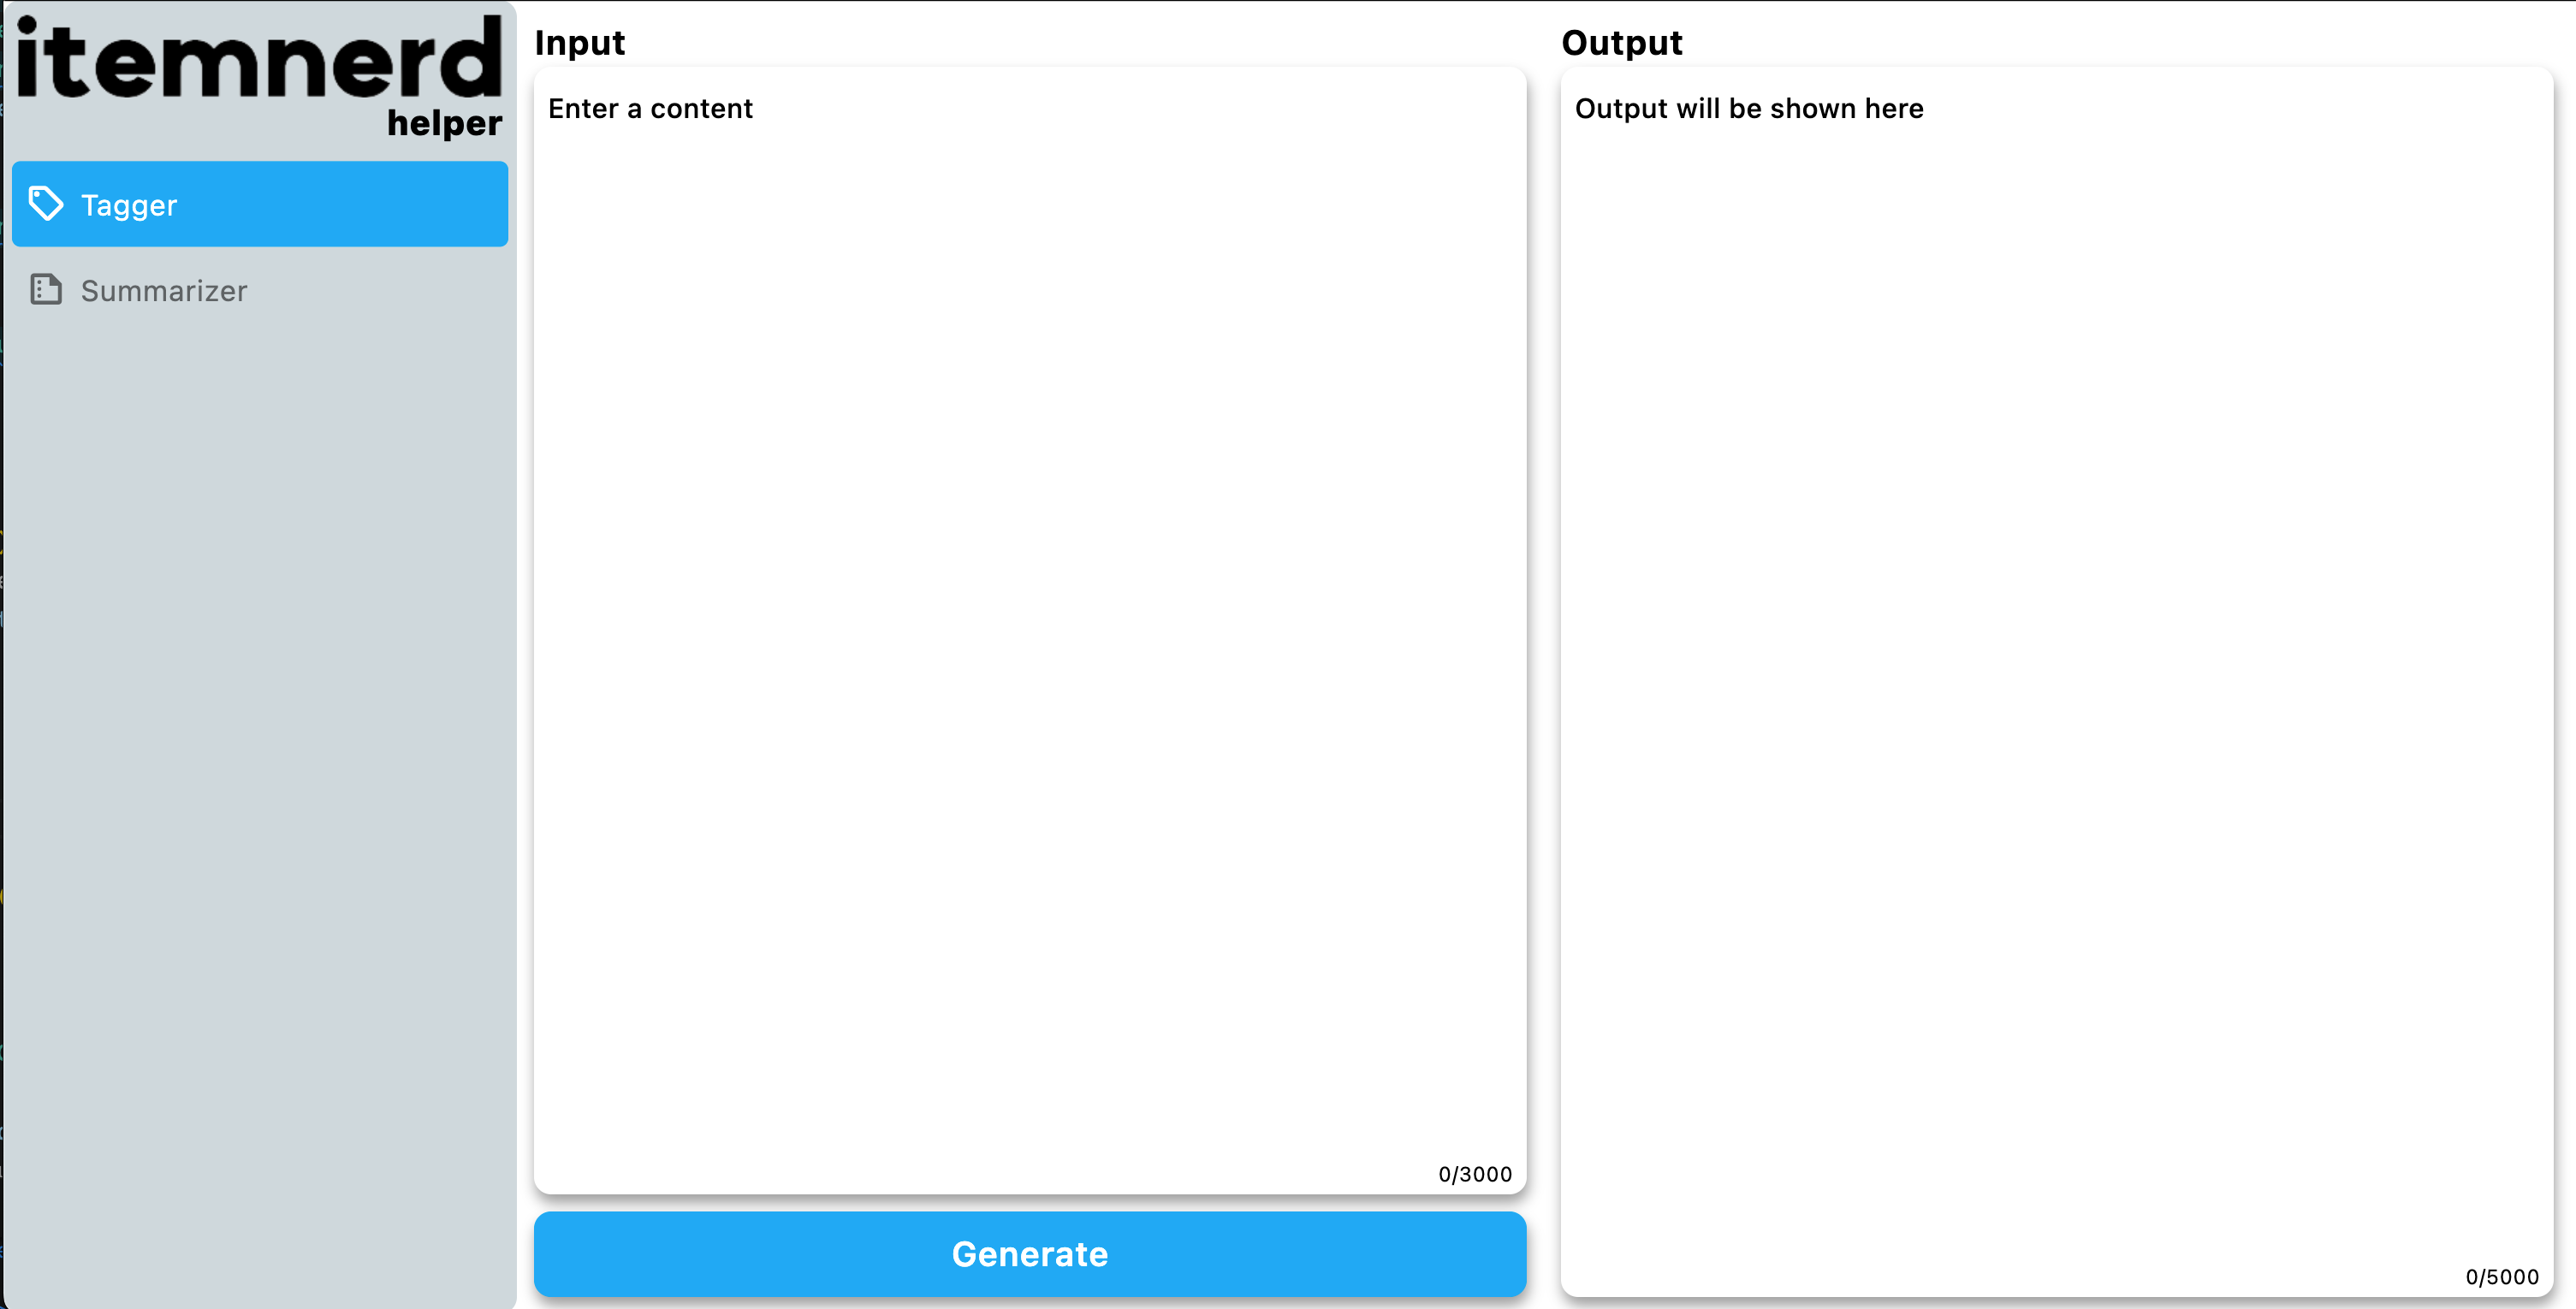 itemnerd
helper
Tagger
Summarizer
Input
Enter a content
0/3000
Generate
Output
Output will be shown here
0/5000